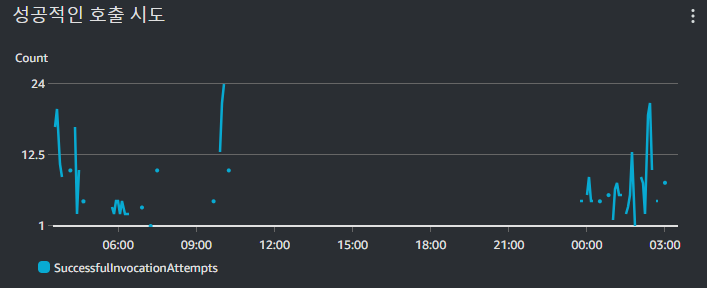 성공적인 호출 시도
Count
24
12.5
1
06:00 09:00 12:00 15:00 18:00 21:00 00:00 03:00
SuccessfulInvocationAttempts